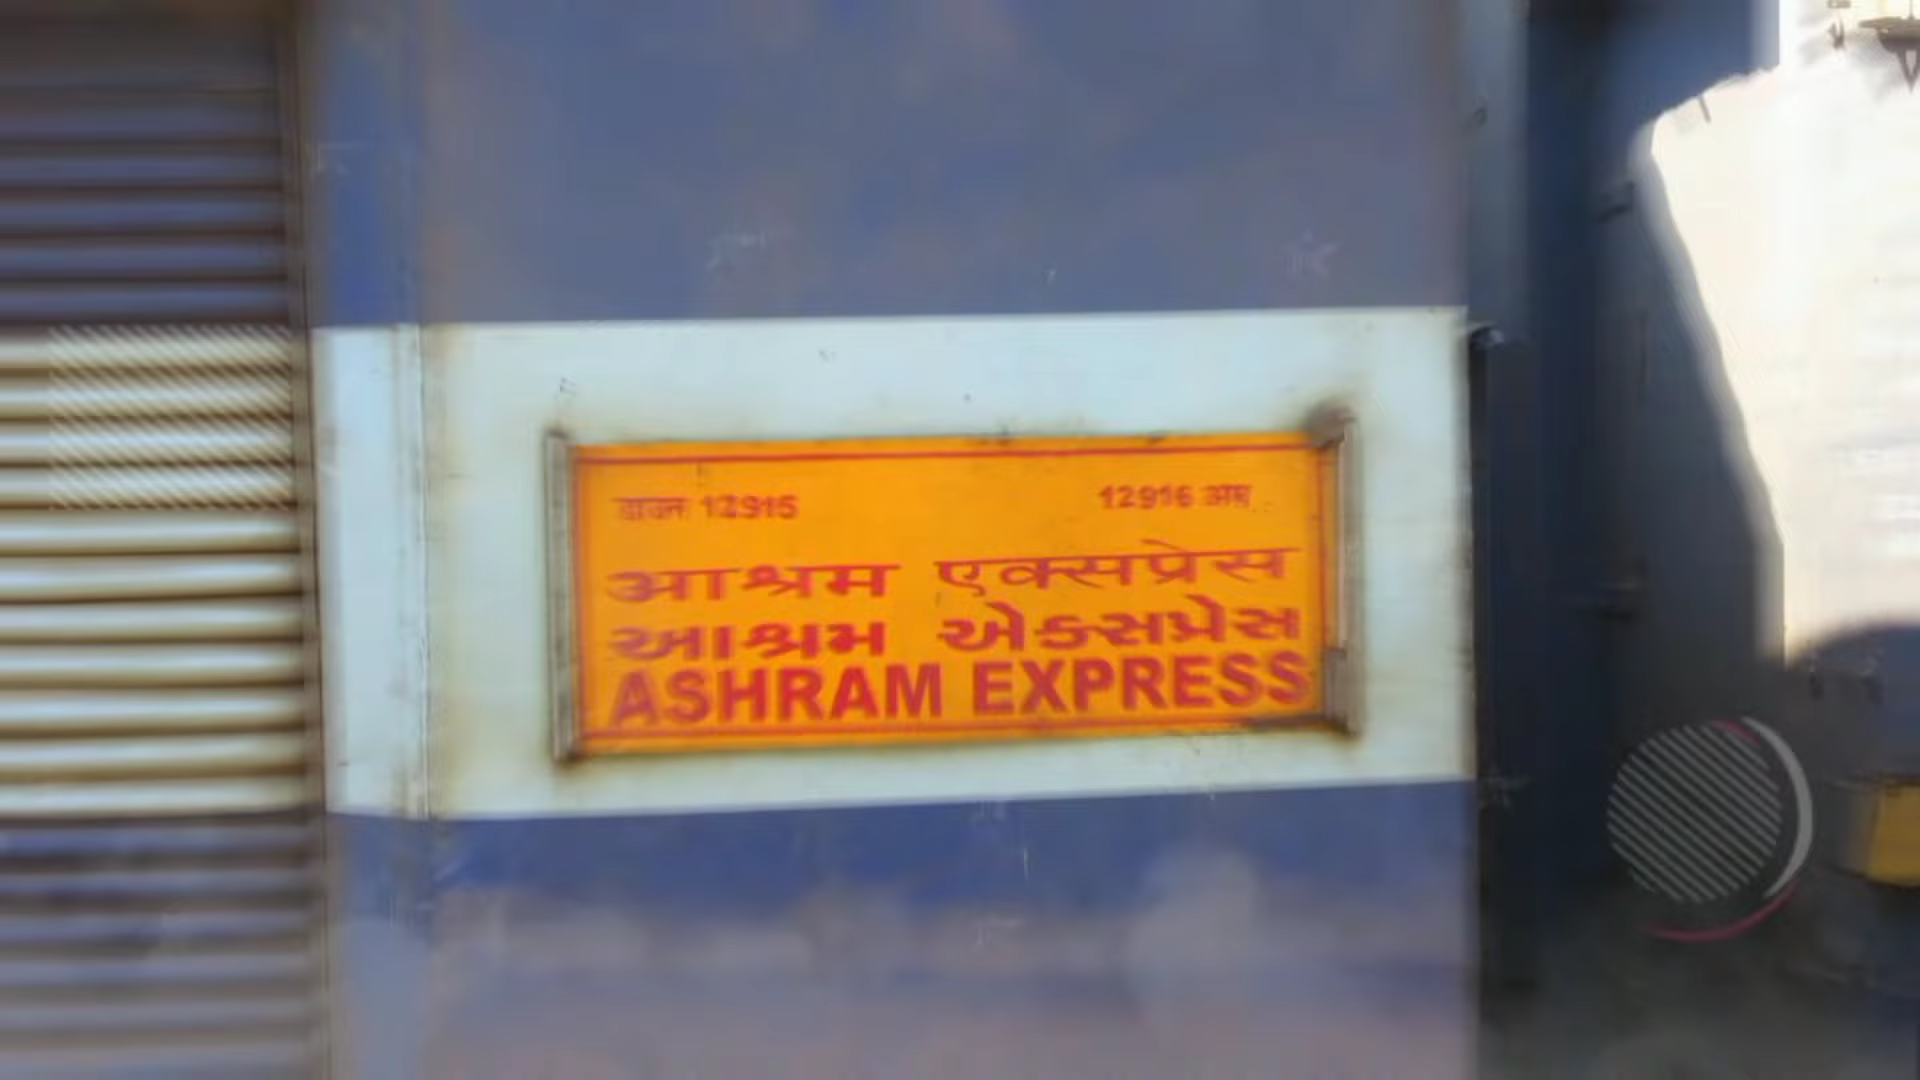 डाउन 12915 12916 अप
आश्रम एक्सप्रेस
આશ્રમ એક્સપ્રેસ
ASHRAM EXPRESS